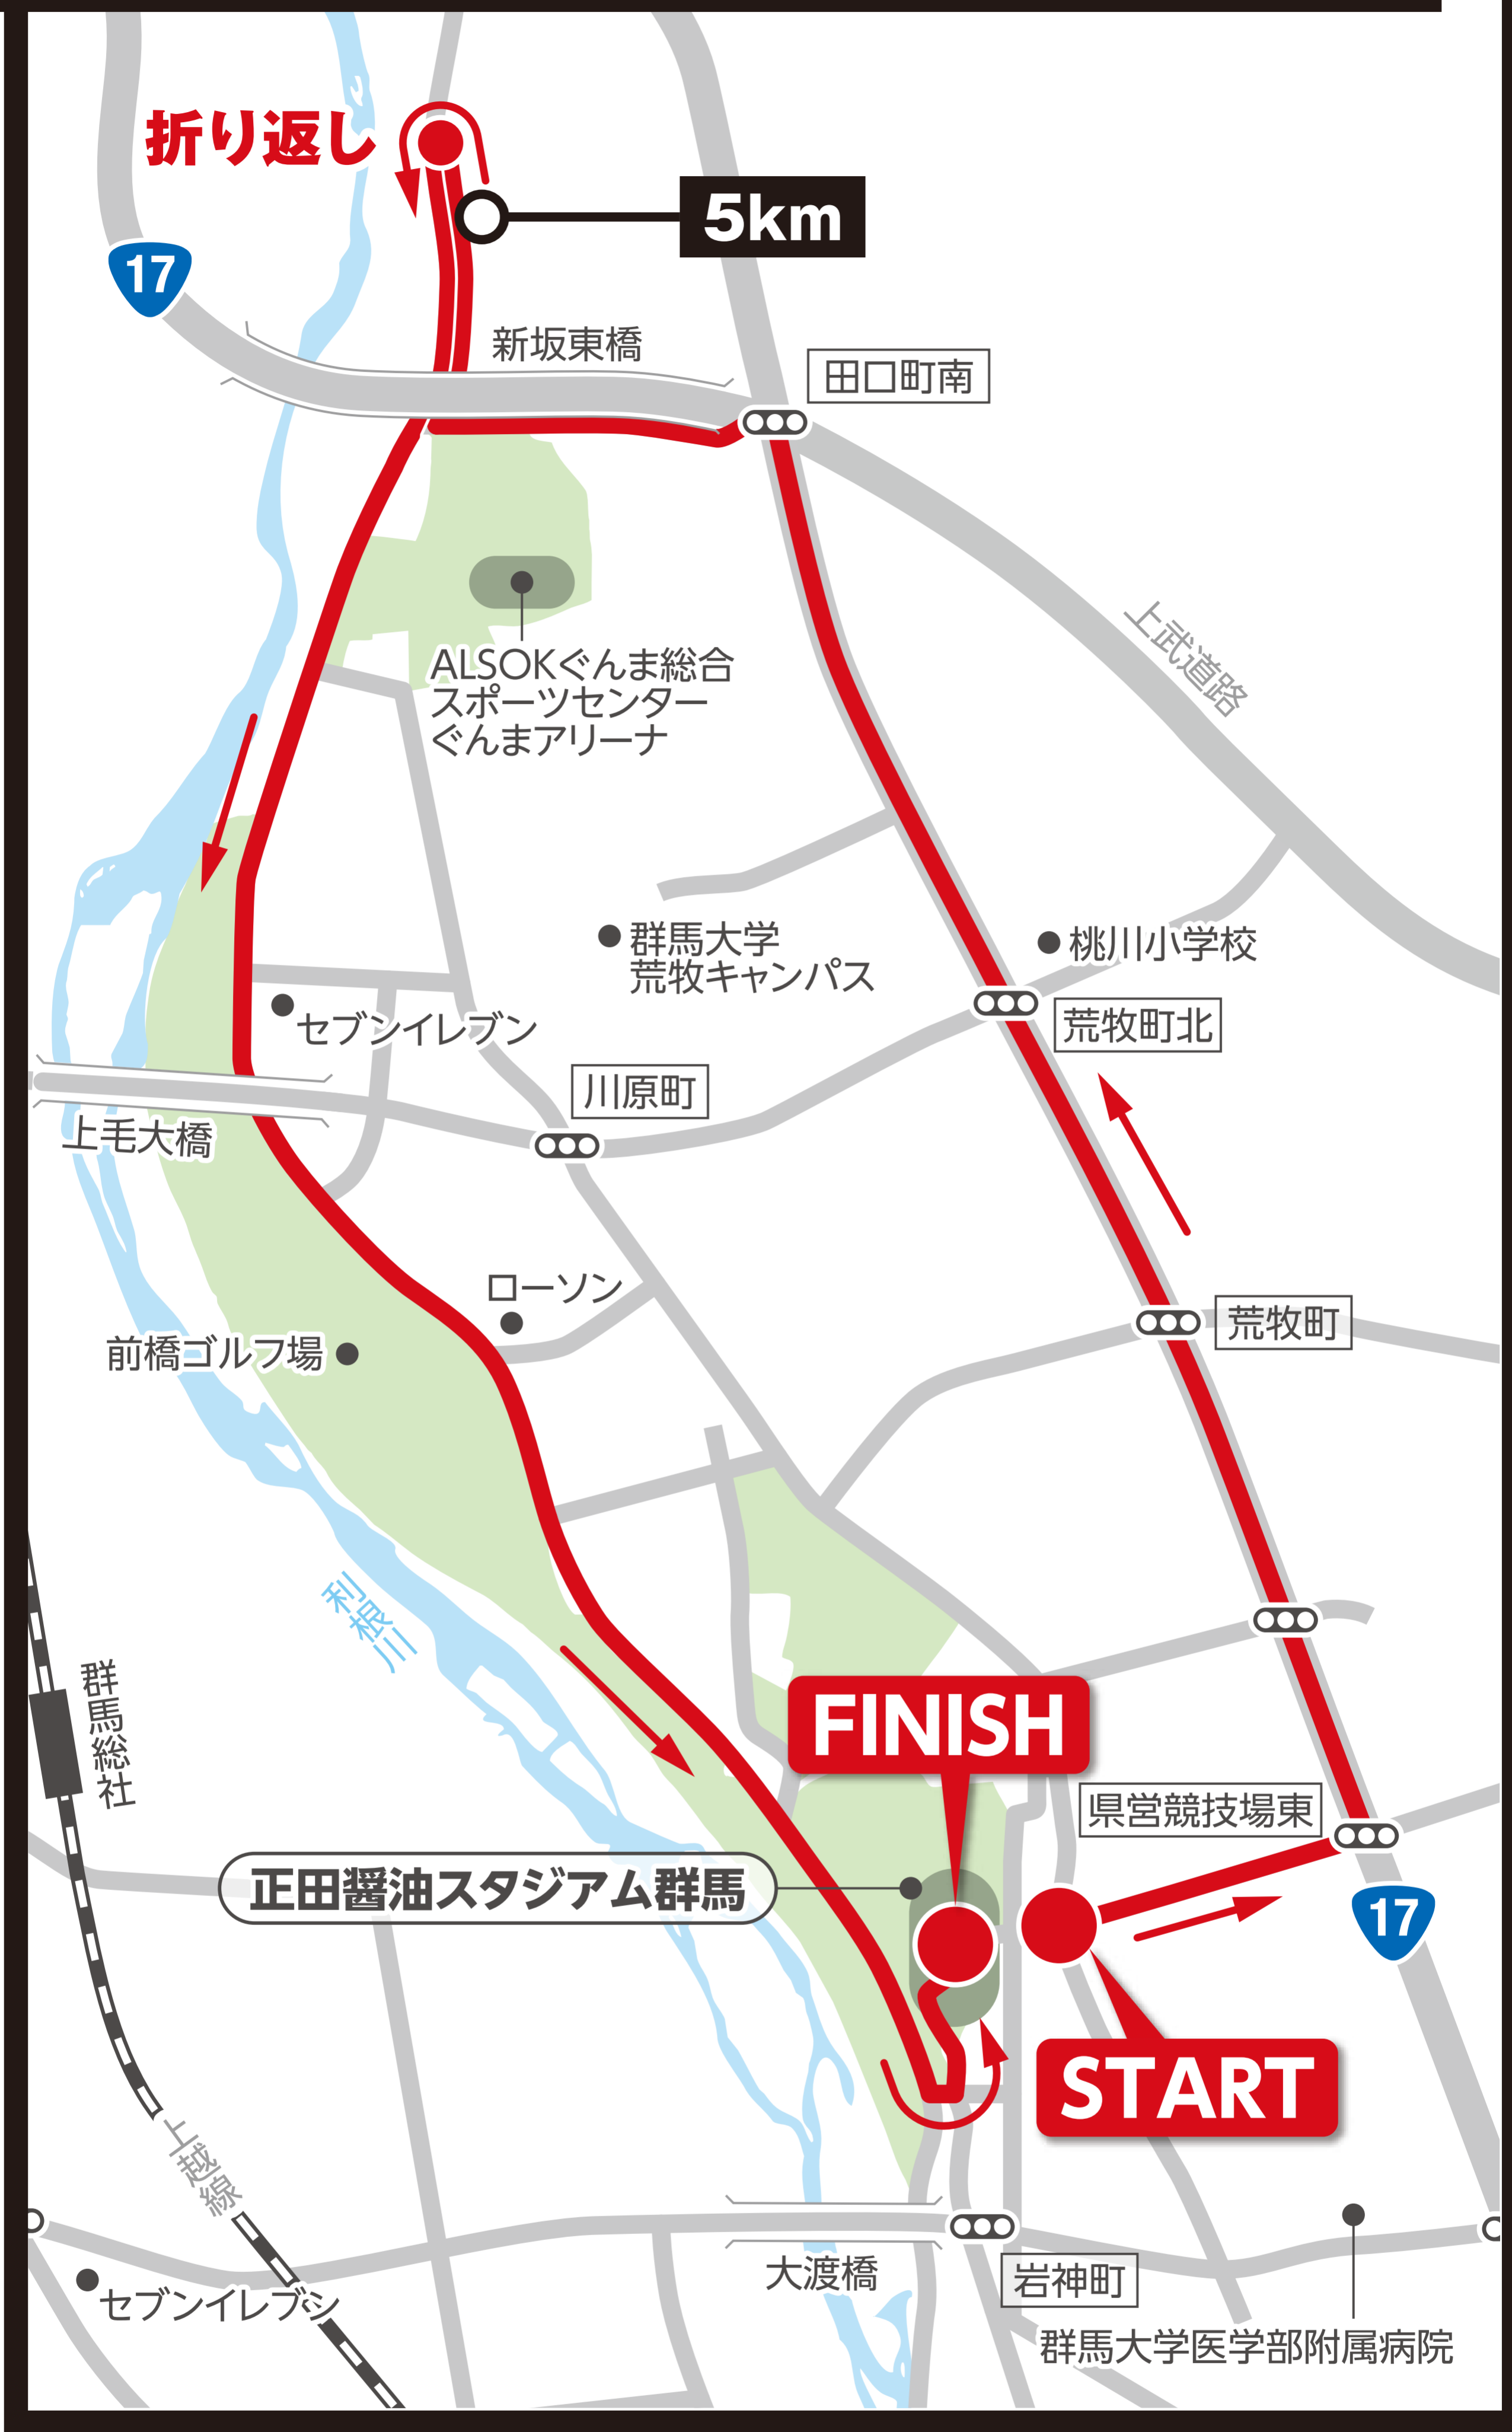 折り返し
5km
17
新坂東橋
田口町南
上武道路
ALSOKぐんま総合
スポーツセンター
ぐんまアリーナ
群馬大学
荒牧キャンパス
桃川小学校
荒牧町北
セブンイレブン
川原町
上毛大橋
ローソン
荒牧町
前橋ゴルフ場
利根川
群馬総社
FINISH
県営競技場東
正田醤油スタジアム群馬
17
START
上越線
大渡橋
岩神町
セブンイレブン
群馬大学医学部附属病院